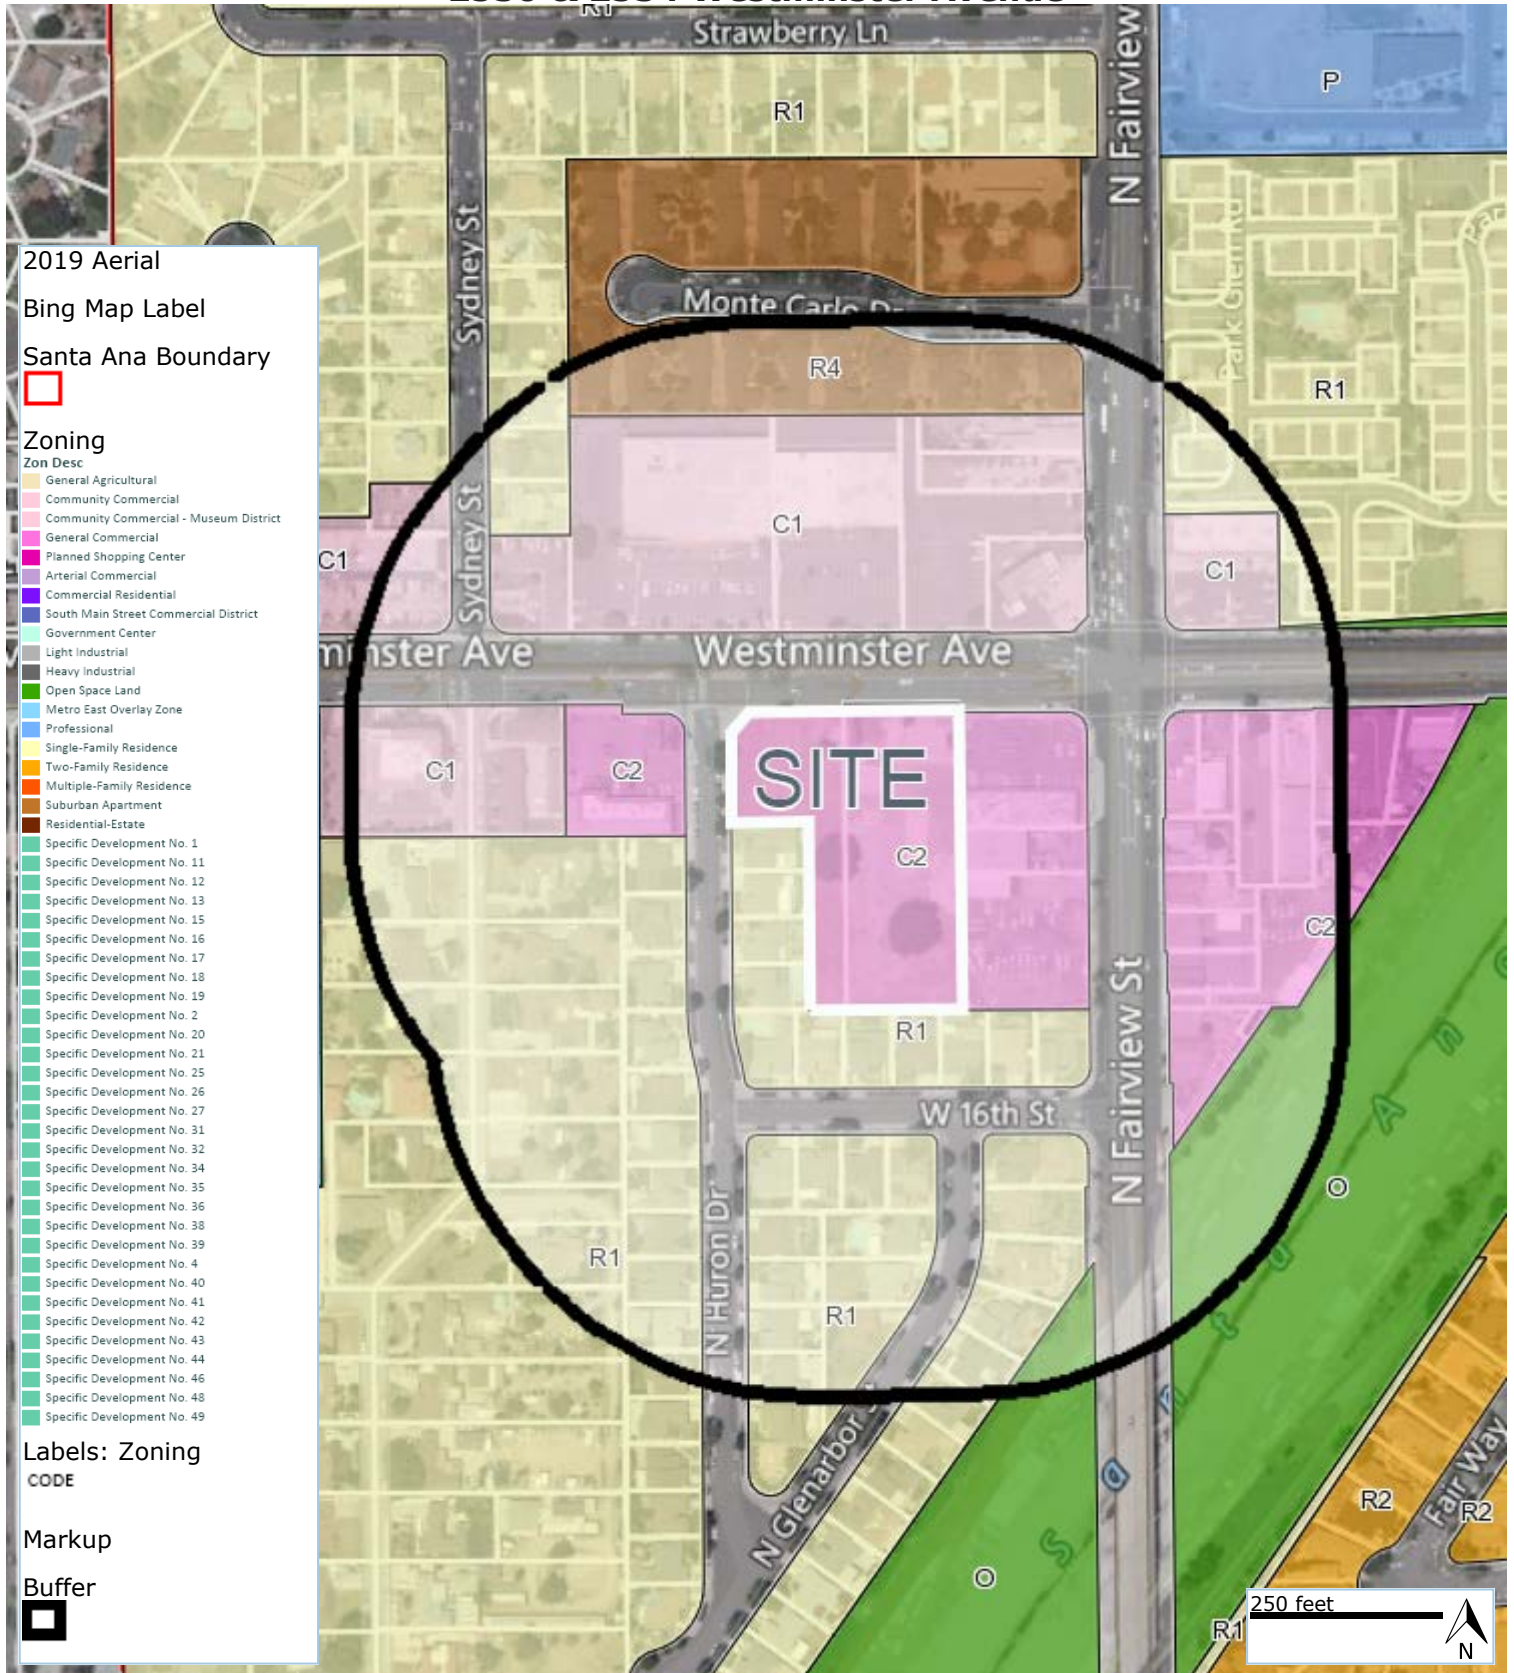 Strawberry Ln
N Fairview
P
R1
Sydney St
Monte Carlo Dr
Park Glenn Rd
R4
R1
2019 Aerial
Bing Map Label
Santa Ana Boundary
Zoning
Zon Desc
General Agricultural
Community Commercial
Community Commercial - Museum District
General Commercial
Planned Shopping Center
Arterial Commercial
Commercial Residential
South Main Street Commercial District
Government Center
Light Industrial
Heavy Industrial
Open Space Land
Metro East Overlay Zone
Professional
Single-Family Residence
Two-Family Residence
Multiple-Family Residence
Suburban Apartment
Residential-Estate
Specific Development No. 1
Specific Development No. 11
Specific Development No. 12
Specific Development No. 13
Specific Development No. 15
Specific Development No. 16
Specific Development No. 17
Specific Development No. 18
Specific Development No. 19
Specific Development No. 2
Specific Development No. 20
Specific Development No. 21
Specific Development No. 25
Specific Development No. 26
Specific Development No. 27
Specific Development No. 31
Specific Development No. 32
Specific Development No. 34
Specific Development No. 35
Specific Development No. 36
Specific Development No. 38
Specific Development No. 39
Specific Development No. 4
Specific Development No. 40
Specific Development No. 41
Specific Development No. 42
Specific Development No. 43
Specific Development No. 44
Specific Development No. 46
Specific Development No. 48
Specific Development No. 49
Labels: Zoning
CODE
Markup
Buffer
C1
Sydney St
C1
C1
minster Ave
Westminster Ave
C1
C2
SITE
C2
C2
R1
W 16th St
N Fairview St
N Huron Dr
R1
R1
O
Santa Ana
N Glenarbor
O
R2
Fair Way
R2
R1
250 feet
N